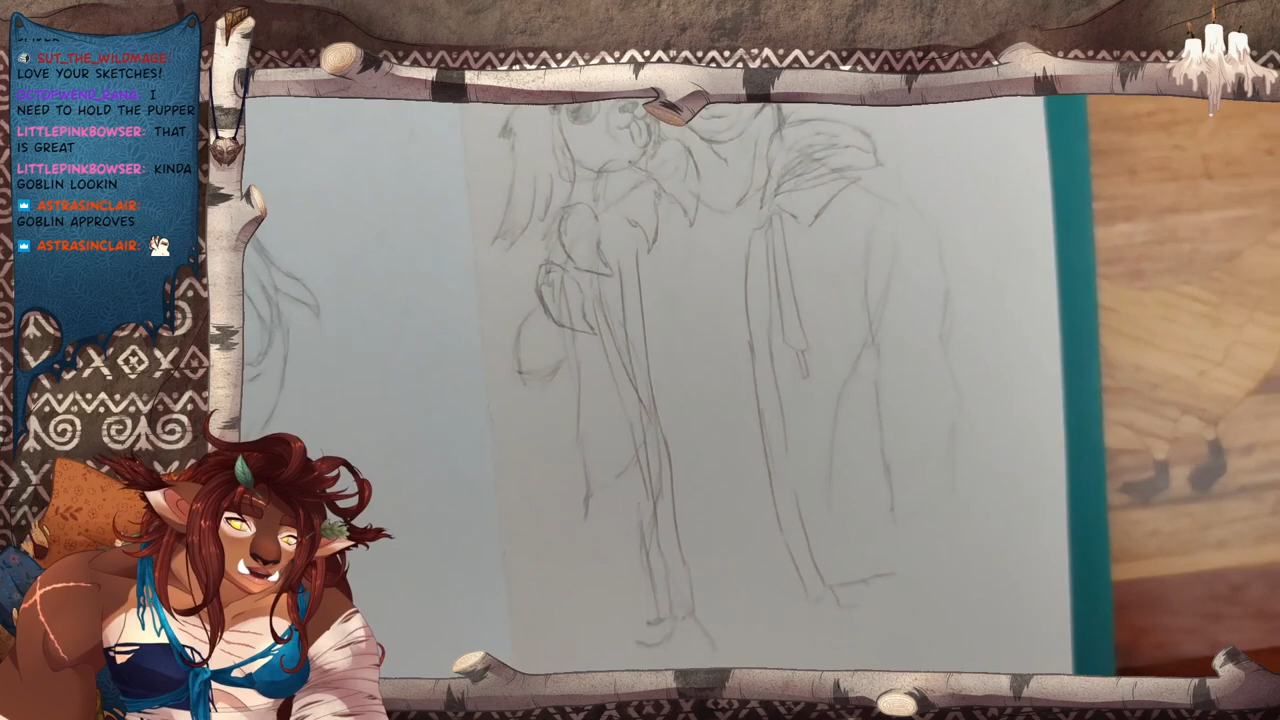 SUT_THE_WILDMAGE:
LOVE YOUR SKETCHES!
I
NEED TO HOLD THE PUPPER
LITTLEPINKBOWSER: THAT
IS GREAT
LITTLEPINKBOWSER: KINDA
GOBLIN LOOKIN
ASTRASINCLAIR:
GOBLIN APPROVES
ASTRASINCLAIR: